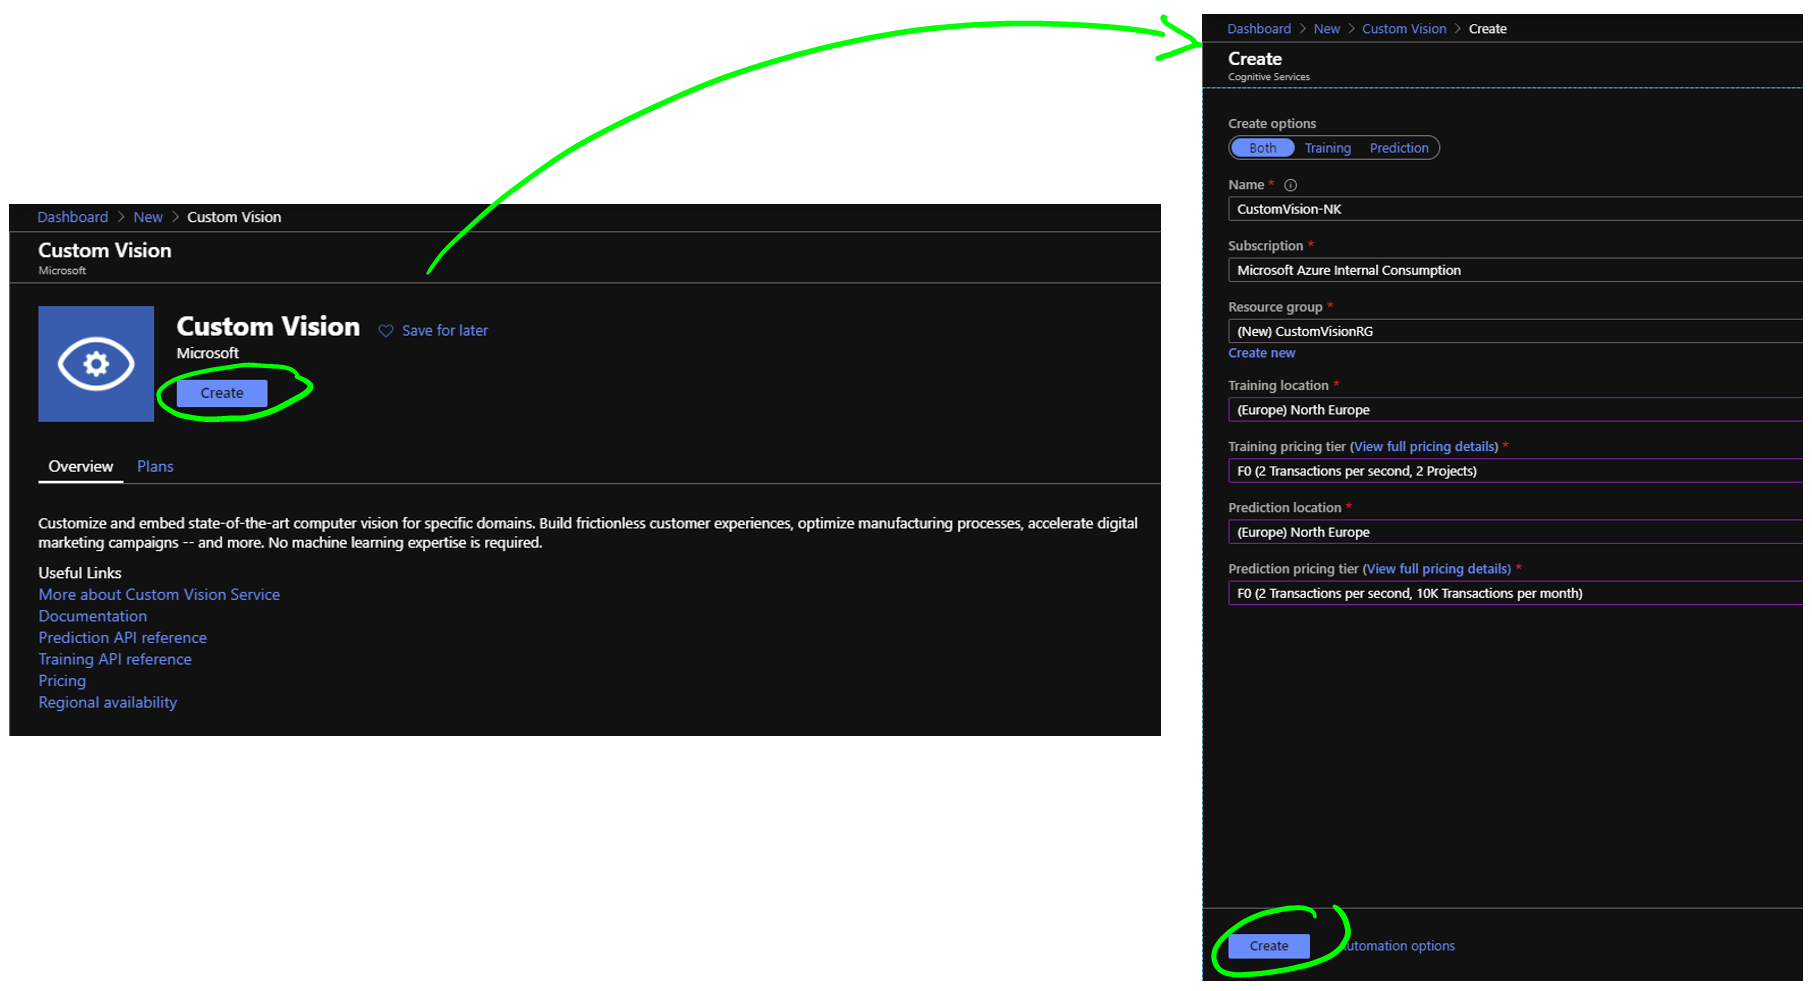 Dashboard > New > Custom Vision
Custom Vision
Microsoft
Custom Vision Save for later
Microsoft
Create
Overview Plans
Customize and embed state-of-the-art computer vision for specific domains. Build frictionless customer experiences, optimize manufacturing processes, accelerate digital
marketing campaigns -- and more. No machine learning expertise is required.
Useful Links
More about Custom Vision Service
Documentation
Prediction API reference
Training API reference
Pricing
Regional availability
Dashboard > New > Custom Vision > Create
Create
Cognitive Services
Create options
Both Training Prediction
Name *
CustomVision-NK
Subscription *
Microsoft Azure Internal Consumption
Resource group *
(New) CustomVisionRG
Create new
Training location *
(Europe) North Europe
Training pricing tier (View full pricing details) *
F0 (2 Transactions per second, 2 Projects)
Prediction location *
(Europe) North Europe
Prediction pricing tier (View full pricing details) *
F0 (2 Transactions per second, 10K Transactions per month)
Create utomation options